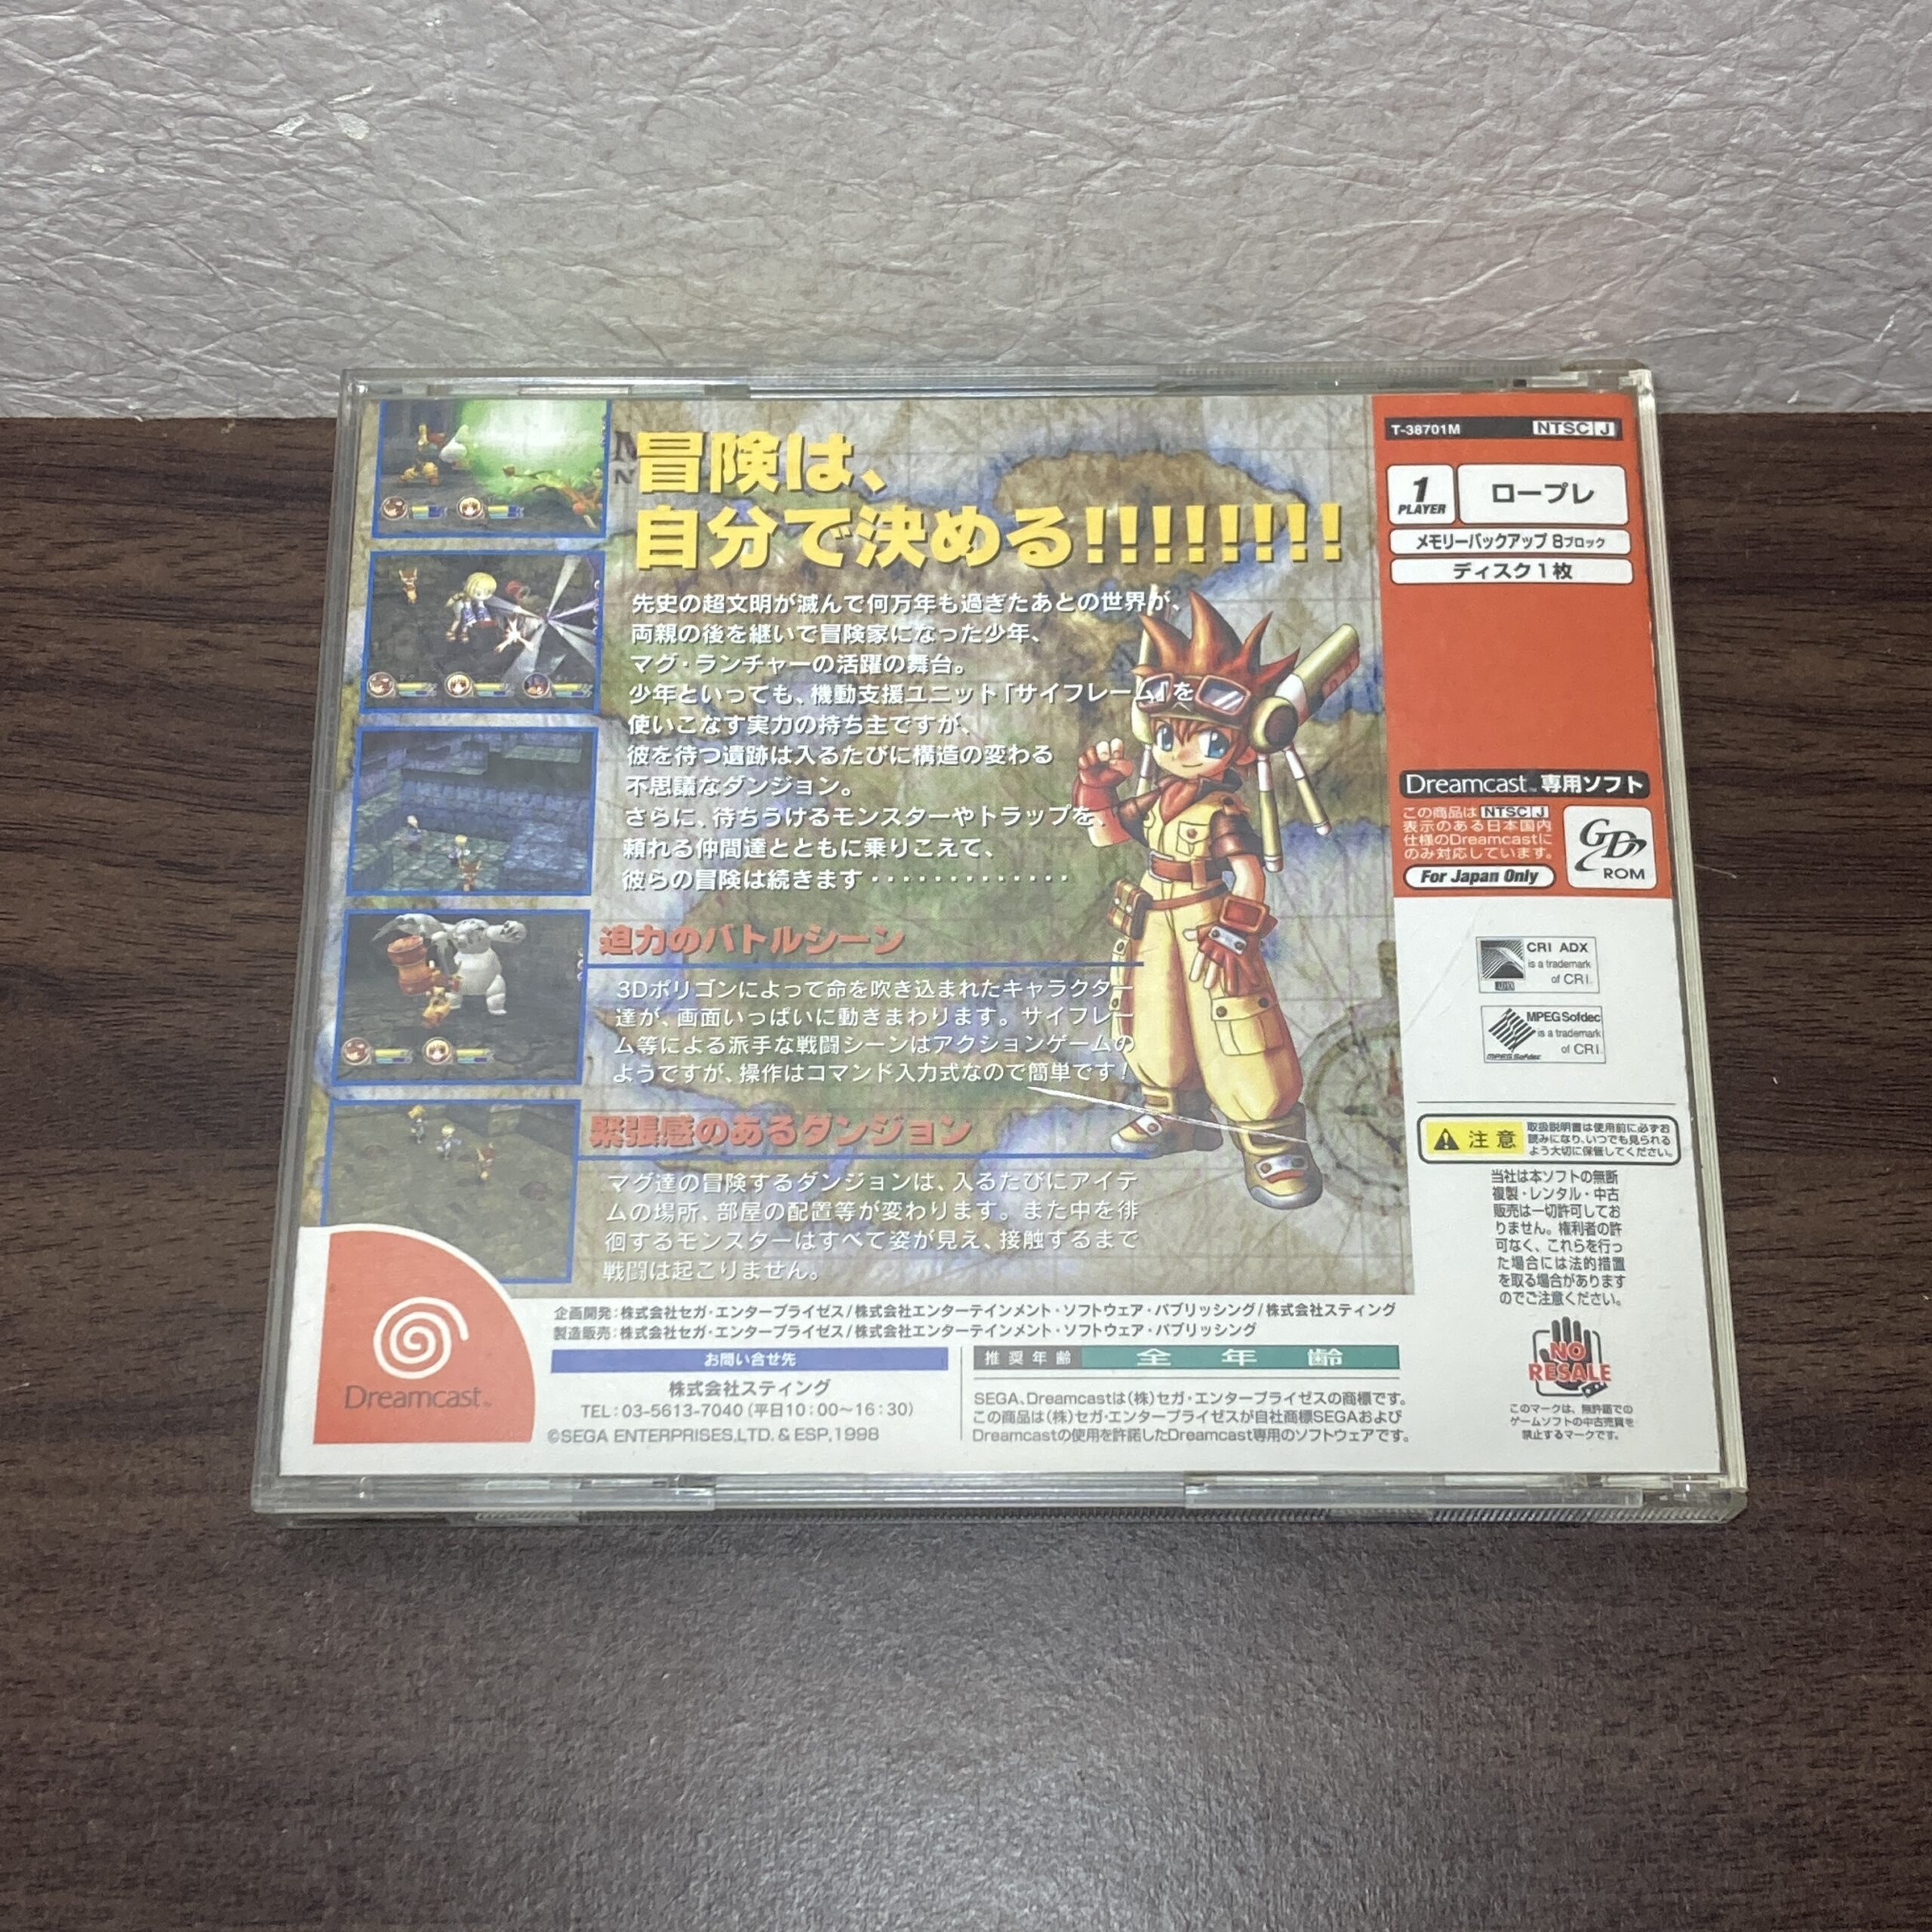 冒険は、
自分で決める!!!!!!!!
先史の超文明が滅んで何万年も過ぎたあとの世界が、
両親の後を継いで冒険家になった少年、
マグ・ランチャーの活躍の舞台。
少年といっても、機動支援ユニット「サイフレーム」を
使いこなす実力の持ち主ですが、
彼を待つ遺跡は入るたびに構造の変わる
不思議なダンジョン。
さらに、待ちうけるモンスターやトラップを、
頼れる仲間達とともに乗りこえて、
彼らの冒険は続きます・・・・・・・・・・・・・
迫力のバトルシーン
3Dポリゴンによって命を吹き込まれたキャラクター
達が、画面いっぱいに動きまわります。サイフレー
ム等による派手な戦闘シーンはアクションゲームの
ようですが、操作はコマンド入力式なので簡単です!
緊張感のあるダンジョン
マグ達の冒険するダンジョンは、入るたびにアイテ
ムの場所、部屋の配置等が変わります。また中を徘
徊するモンスターはすべて姿が見え、接触するまで
戦闘は起こりません。
企画開発:株式会社セガ・エンタープライゼス/株式会社エンターテインメント・ソフトウェア・パブリッシング/株式会社スティング
製造販売:株式会社セガ・エンタープライゼス/株式会社エンターテインメント・ソフトウェア・パブリッシング
お問い合せ先
株式会社スティング
TEL:03-5613-7040(平日10:00〜16:30)
©SEGA ENTERPRISES,LTD. & ESP,1998
推奨年齢 全年齢
SEGA、Dreamcastは(株)セガ・エンタープライゼスの商標です。
この商品は(株)セガ・エンタープライゼスが自社商標SEGAおよび
Dreamcastの使用を許諾したDreamcast専用のソフトウェアです。
Dreamcast™
T-38701M NTSC J
1 PLAYER
ロープレ
メモリーバックアップ 8ブロック
ディスク1枚
Dreamcast™ 専用ソフト
この商品は NTSC J
表示のある日本国内
仕様のDreamcastに
のみ対応しています。
For Japan Only
GD ROM
CRI ADX
is a trademark
of CRI.
ADX
MPEG Sofdec
is a trademark
of CRI.
MPEG Sofdec
注意
取扱説明書は使用前に必ずお
読みになり、いつでも見られる
よう大切に保管してください。
当社は本ソフトの無断
複製・レンタル・中古
販売は一切許可してお
りません。権利者の許
可なく、これらを行っ
た場合には法的措置
を取る場合があります
のでご注意ください。
NO
RESALE
このマークは、無許諾での
ゲームソフトの中古売買を
禁止するマークです。